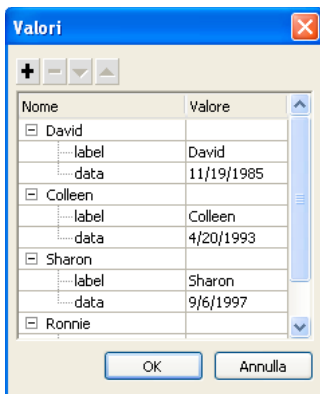 Valori
Nome Valore
David
label David
data 11/19/1985
Colleen
label Colleen
data 4/20/1993
Sharon
label Sharon
data 9/6/1997
Ronnie
OK Annulla